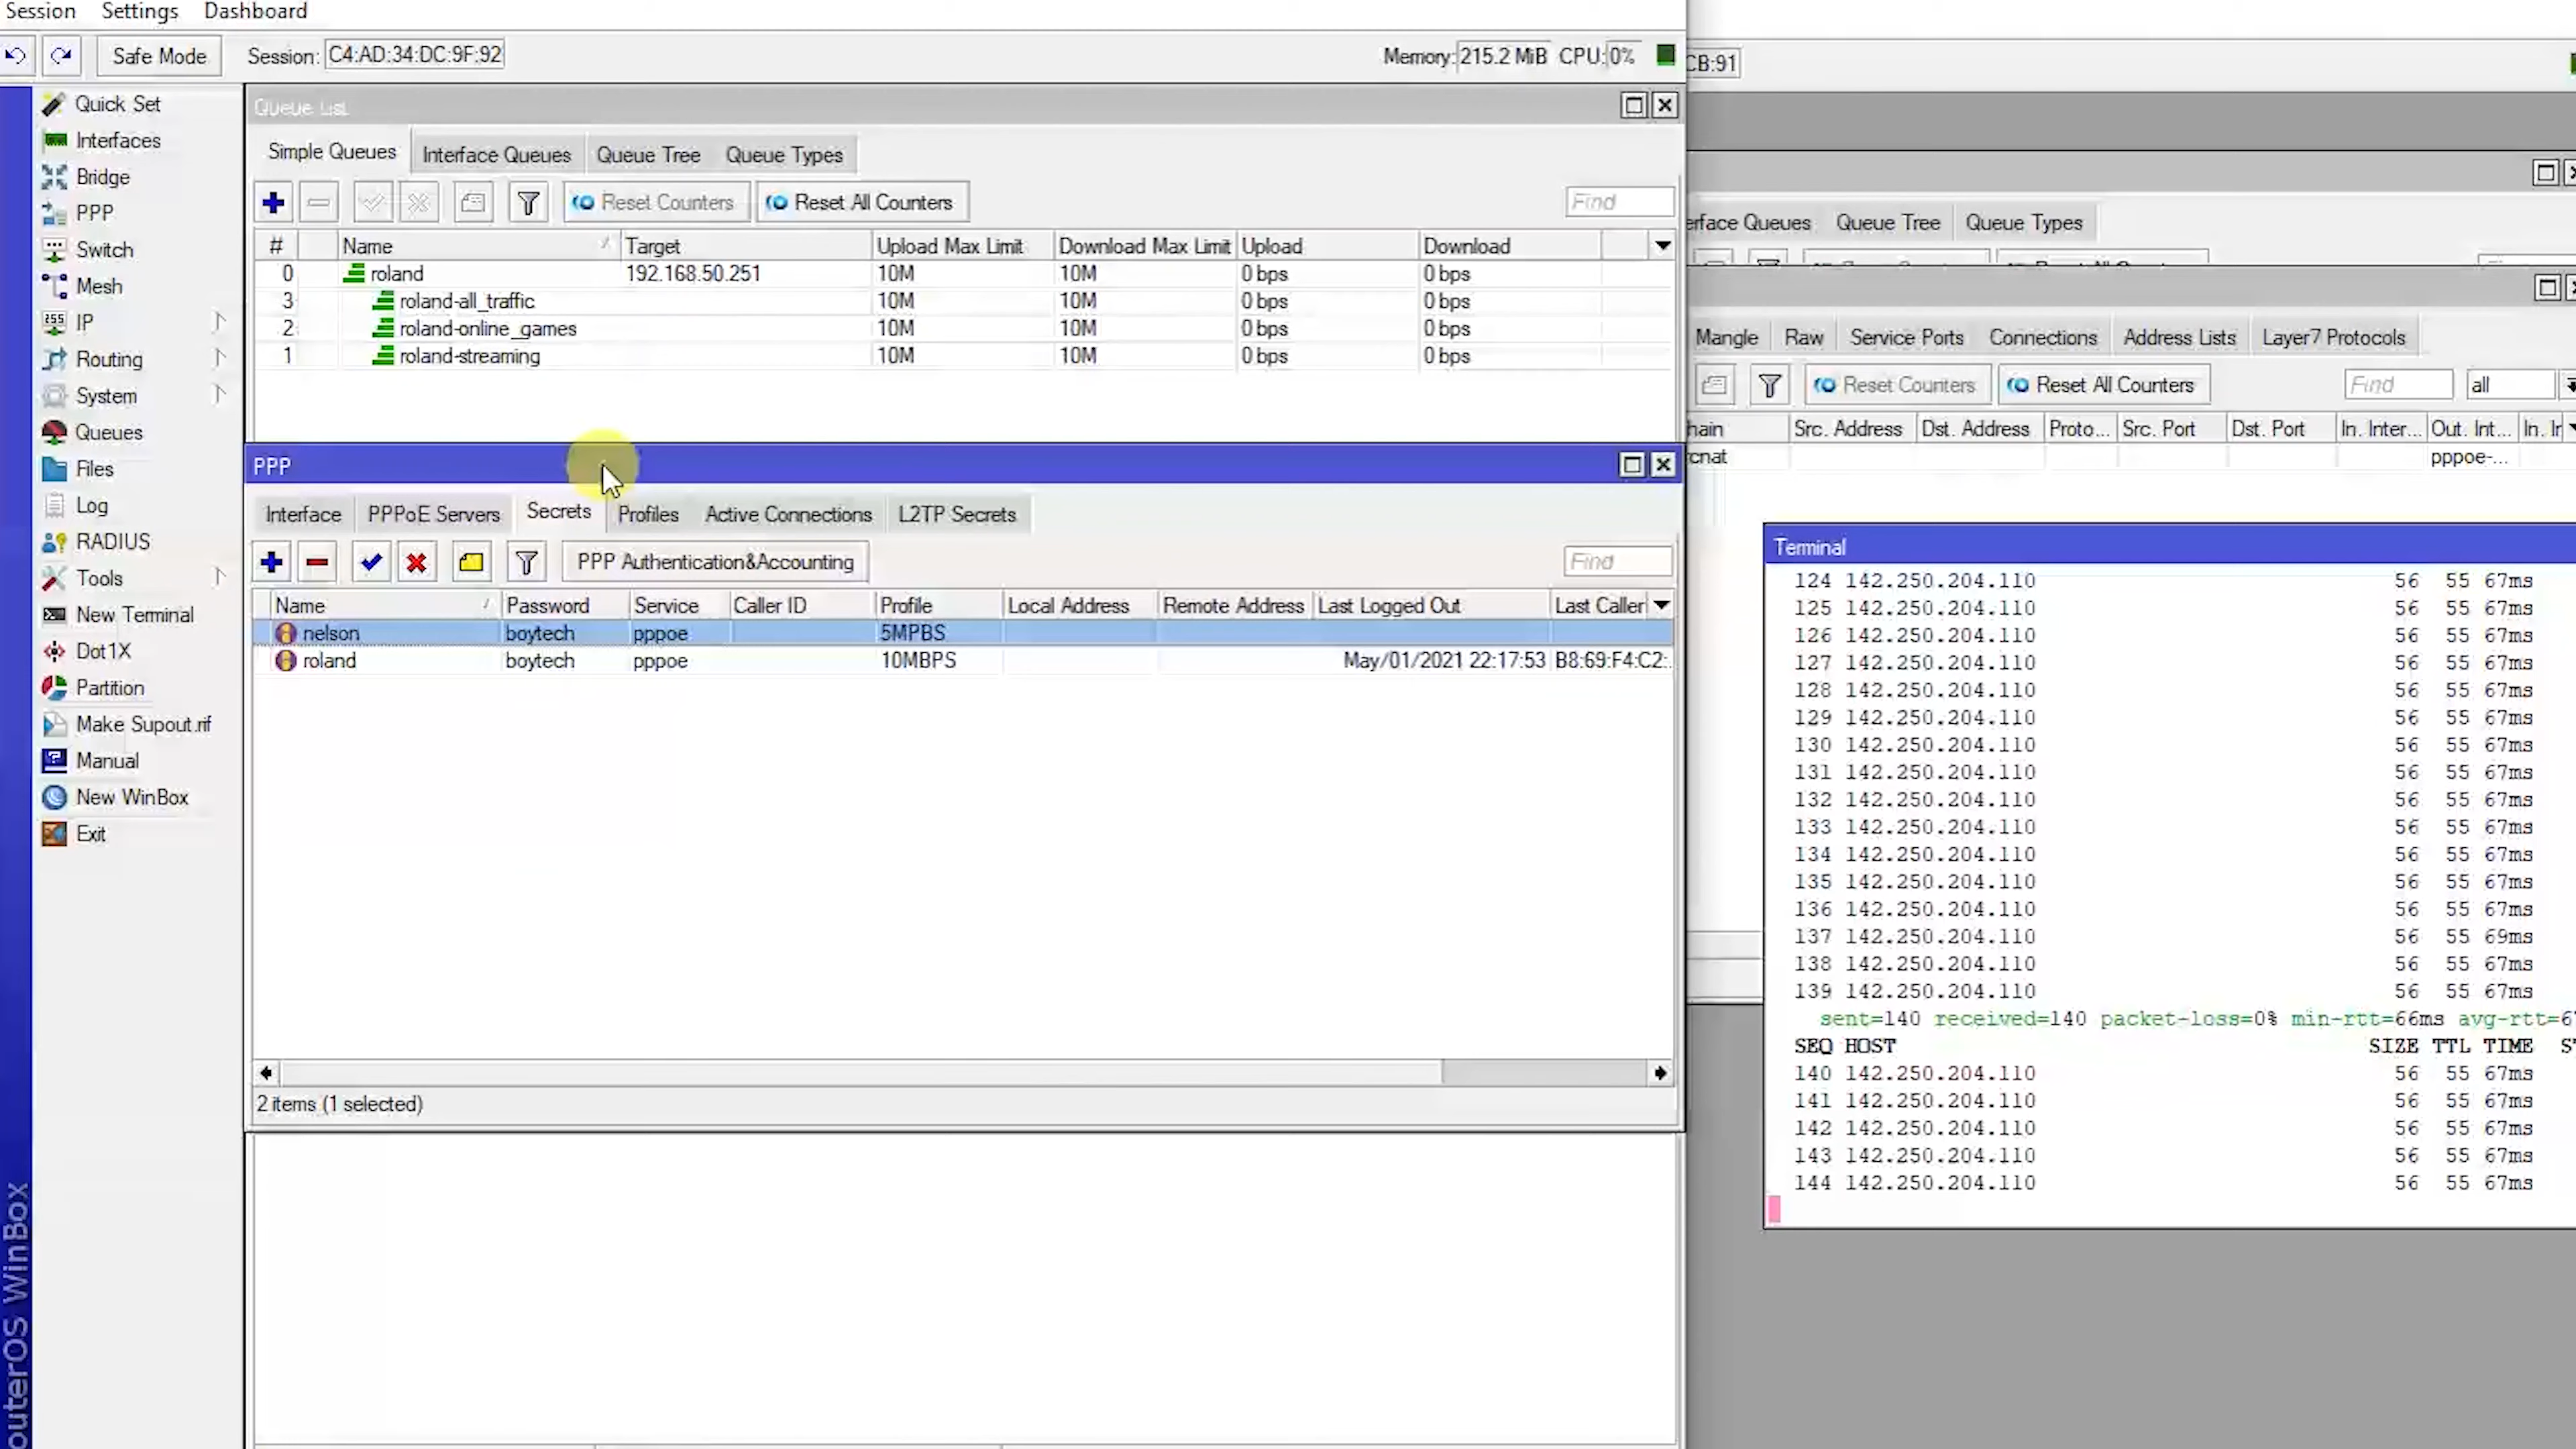 Session Settings Dashboard
Safe Mode Session: C4:AD:34:DC:9F:92 Memory: 215.2 MiB CPU: 0%
Quick Set
Interfaces
Bridge
PPP
Switch
Mesh
IP
Routing
System
Queues
Files
Log
RADIUS
Tools
New Terminal
Dot1X
Partition
Make Supout.rif
Manual
New WinBox
Exit
outerOS WinBox
Queue List
Simple Queues Interface Queues Queue Tree Queue Types
Reset Counters Reset All Counters Find
# Name Target Upload Max Limit Download Max Limit Upload Download
0 roland 192.168.50.251 10M 10M 0 bps 0 bps
3 roland-all_traffic 10M 10M 0 bps 0 bps
2 roland-online_games 10M 10M 0 bps 0 bps
1 roland-streaming 10M 10M 0 bps 0 bps
PPP
Interface PPPoE Servers Secrets Profiles Active Connections L2TP Secrets
PPP Authentication&Accounting Find
Name Password Service Caller ID Profile Local Address Remote Address Last Logged Out Last Caller
nelson boytech pppoe 5MPBS
roland boytech pppoe 10MBPS May/01/2021 22:17:53 B8:69:F4:C2:.
2 items (1 selected)
CB:91
erface Queues Queue Tree Queue Types
Mangle Raw Service Ports Connections Address Lists Layer7 Protocols
Reset Counters Reset All Counters Find all
hain Src. Address Dst. Address Proto... Src. Port Dst. Port In. Inter... Out. Int... In. Ir
rcnat pppoe-...
Terminal
124 142.250.204.110 56 55 67ms
125 142.250.204.110 56 55 67ms
126 142.250.204.110 56 55 67ms
127 142.250.204.110 56 55 67ms
128 142.250.204.110 56 55 67ms
129 142.250.204.110 56 55 67ms
130 142.250.204.110 56 55 67ms
131 142.250.204.110 56 55 67ms
132 142.250.204.110 56 55 67ms
133 142.250.204.110 56 55 67ms
134 142.250.204.110 56 55 67ms
135 142.250.204.110 56 55 67ms
136 142.250.204.110 56 55 67ms
137 142.250.204.110 56 55 69ms
138 142.250.204.110 56 55 67ms
139 142.250.204.110 56 55 67ms
sent=140 received=140 packet-loss=0% min-rtt=66ms avg-rtt=6
SEQ HOST SIZE TTL TIME S
140 142.250.204.110 56 55 67ms
141 142.250.204.110 56 55 67ms
142 142.250.204.110 56 55 67ms
143 142.250.204.110 56 55 67ms
144 142.250.204.110 56 55 67ms